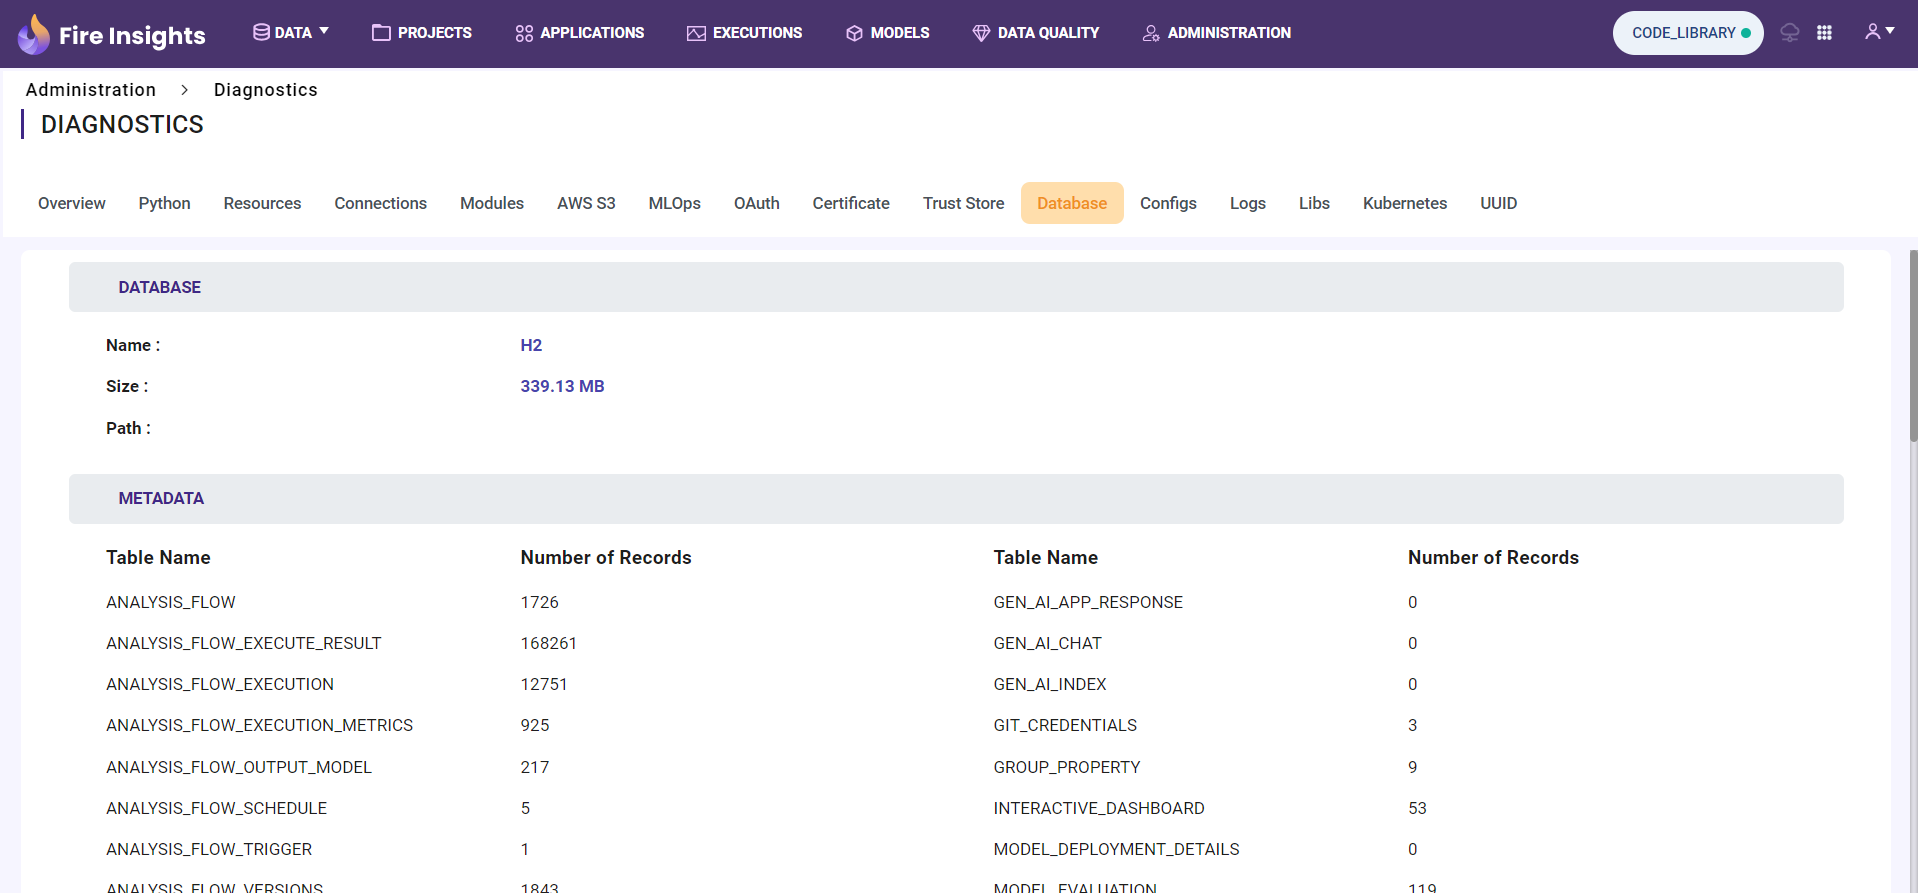 Fire Insights
DATA
PROJECTS
APPLICATIONS
EXECUTIONS
MODELS
DATA QUALITY
ADMINISTRATION
CODE_LIBRARY
Administration > Diagnostics
DIAGNOSTICS
Overview Python Resources Connections Modules AWS S3 MLOps OAuth Certificate Trust Store Database Configs Logs Libs Kubernetes UUID
DATABASE
Name : H2
Size : 339.13 MB
Path :
METADATA
Table Name Number of Records Table Name Number of Records
ANALYSIS_FLOW 1726 GEN_AI_APP_RESPONSE 0
ANALYSIS_FLOW_EXECUTE_RESULT 168261 GEN_AI_CHAT 0
ANALYSIS_FLOW_EXECUTION 12751 GEN_AI_INDEX 0
ANALYSIS_FLOW_EXECUTION_METRICS 925 GIT_CREDENTIALS 3
ANALYSIS_FLOW_OUTPUT_MODEL 217 GROUP_PROPERTY 9
ANALYSIS_FLOW_SCHEDULE 5 INTERACTIVE_DASHBOARD 53
ANALYSIS_FLOW_TRIGGER 1 MODEL_DEPLOYMENT_DETAILS 0
ANALYSIS_FLOW_VERSIONS 1843 MODEL_EVALUATION 119